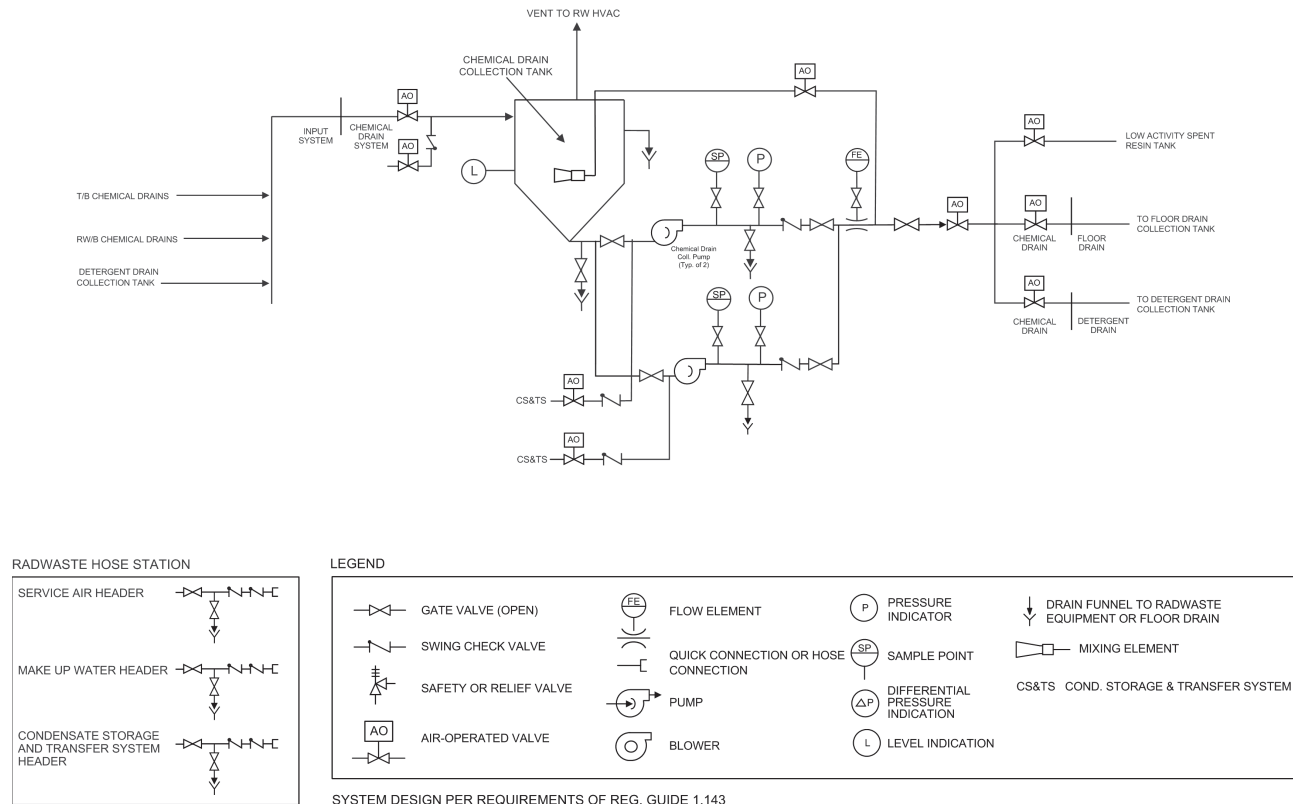 VENT TO RW HVAC
CHEMICAL DRAIN
COLLECTION TANK
AO
AO
INPUT
SYSTEM
CHEMICAL
DRAIN
SYSTEM
AO
L
SP
P
FE
T/B CHEMICAL DRAINS
RW/B CHEMICAL DRAINS
DETERGENT DRAIN
COLLECTION TANK
Chemical Drain
Coll. Pump
(Typ. of 2)
SP
P
AO
AO
LOW ACTIVITY SPENT
RESIN TANK
AO
TO FLOOR DRAIN
COLLECTION TANK
CHEMICAL
DRAIN
FLOOR
DRAIN
AO
TO DETERGENT DRAIN
COLLECTION TANK
CHEMICAL
DRAIN
DETERGENT
DRAIN
AO
CS&TS
AO
CS&TS
RADWASTE HOSE STATION
SERVICE AIR HEADER
MAKE UP WATER HEADER
CONDENSATE STORAGE
AND TRANSFER SYSTEM
HEADER
LEGEND
GATE VALVE (OPEN)
SWING CHECK VALVE
SAFETY OR RELIEF VALVE
AO
AIR-OPERATED VALVE
FE
FLOW ELEMENT
QUICK CONNECTION OR HOSE
CONNECTION
PUMP
BLOWER
P
PRESSURE
INDICATOR
SP
SAMPLE POINT
△P
DIFFERENTIAL
PRESSURE
INDICATION
L
LEVEL INDICATION
DRAIN FUNNEL TO RADWASTE
EQUIPMENT OR FLOOR DRAIN
MIXING ELEMENT
CS&TS COND. STORAGE & TRANSFER SYSTEM
SYSTEM DESIGN PER REQUIREMENTS OF REG. GUIDE 1.143